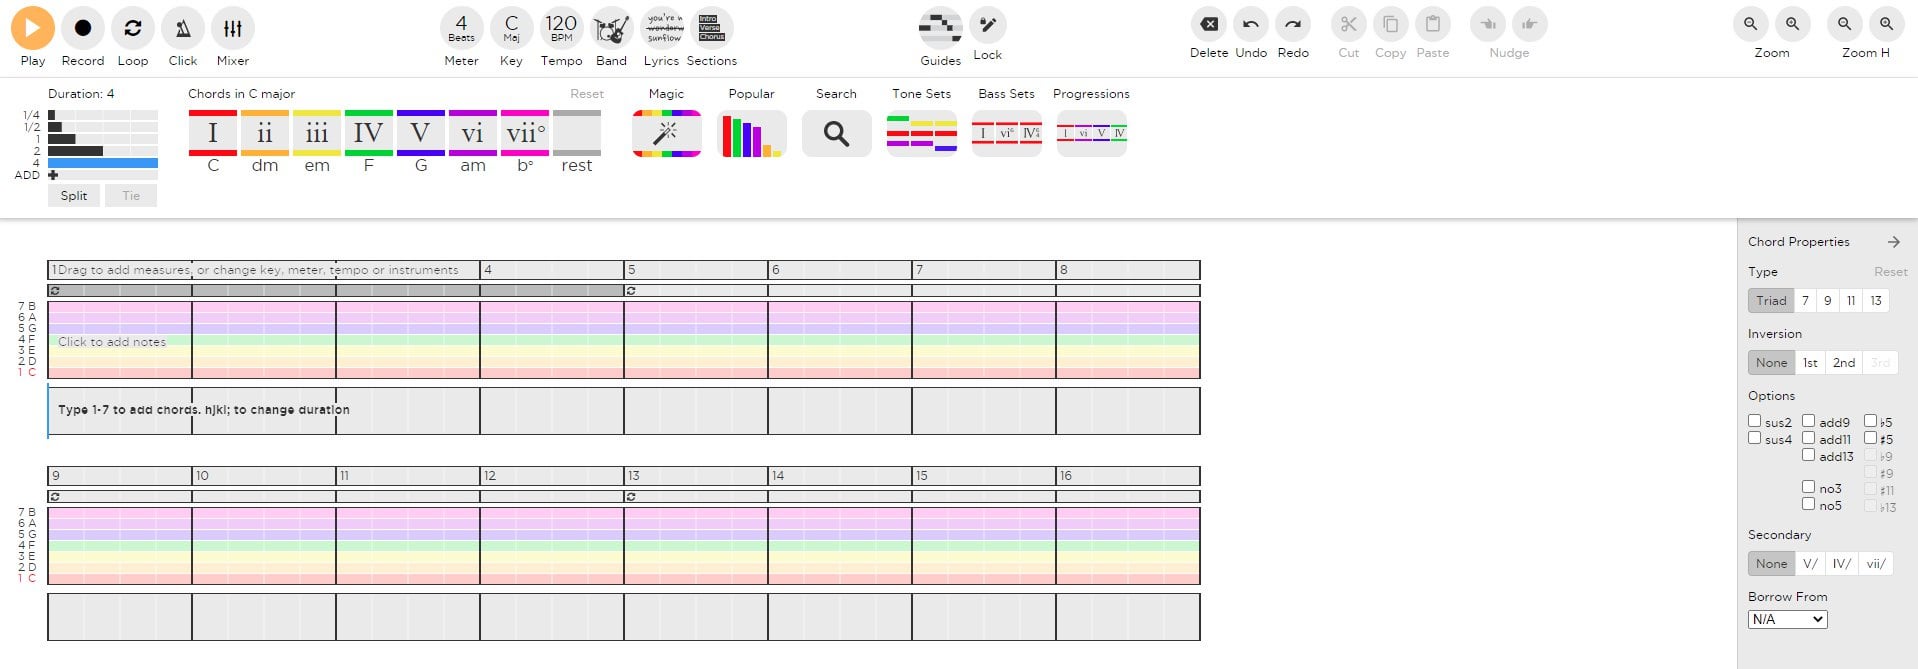 4 Beats C Maj 120 BPM you're n wonderw sunflow Intro Verse Chorus
Play Record Loop Click Mixer Meter Key Tempo Band Lyrics Sections Guides Lock Delete Undo Redo Cut Copy Paste Nudge Zoom Zoom H
Duration: 4 Chords in C major Reset Magic Popular Search Tone Sets Bass Sets Progressions
1/4
1/2
1
2
4
ADD
I ii iii IV V vi vii° I vi⁶ IV⁶₄ I vi V IV
C dm em F G am b° rest
Split Tie
Chord Properties
Type Reset
Triad 7 9 11 13
Inversion
None 1st 2nd 3rd
Options
sus2 add9 ♭5
sus4 add11 ♯5
add13 ♭9
♯9
no3 ♯11
no5 ♭13
Secondary
None V/ IV/ vii/
Borrow From
N/A
1 Drag to add measures, or change key, meter, tempo or instruments 4 5 6 7 8
7 B
6 A
5 G
4 F Click to add notes
3 E
2 D
1 C
Type 1-7 to add chords. hjkl; to change duration
9 10 11 12 13 14 15 16
7 B
6 A
5 G
4 F
3 E
2 D
1 C